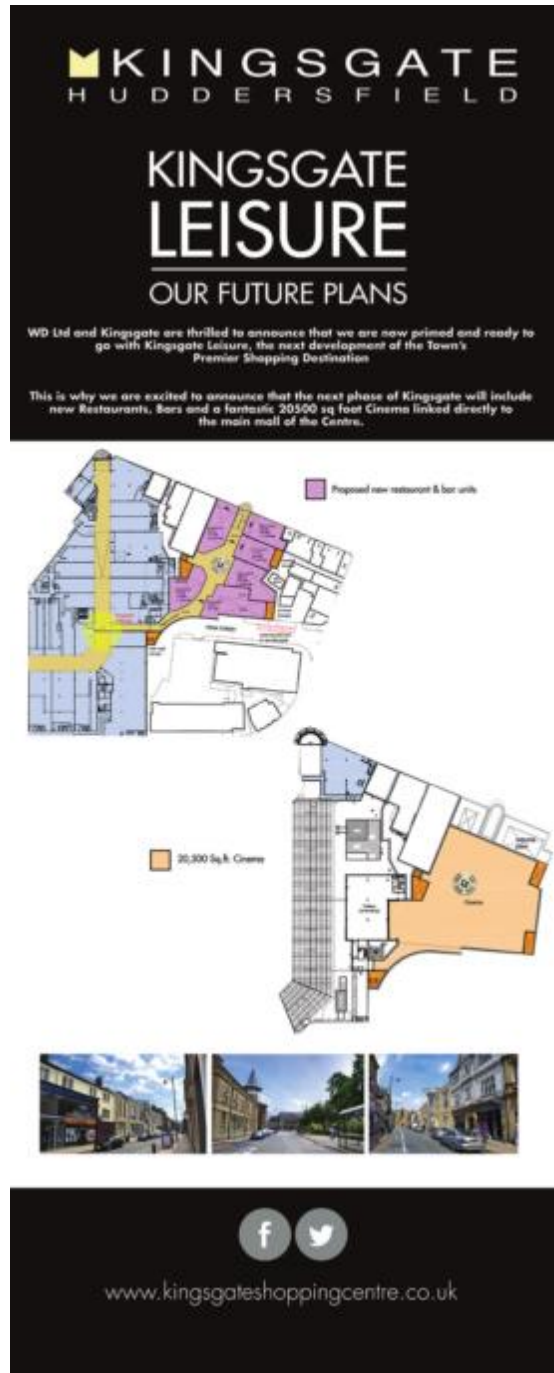 KINGSGATE
HUDDERSFIELD
KINGSGATE
LEISURE
OUR FUTURE PLANS
WD Ltd and Kingsgate are thrilled to announce that we are now primed and ready to
go with Kingsgate Leisure, the next development of the Town's
Premier Shopping Destination
This is why we are excited to announce that the next phase of Kingsgate will include
new Restaurants, Bars and a fantastic 20500 sq foot Cinema linked directly to
the main mall of the Centre.
Proposed new restaurant & bar units
20,500 Sq.ft. Cinema
Cinema
www.kingsgateshoppingcentre.co.uk